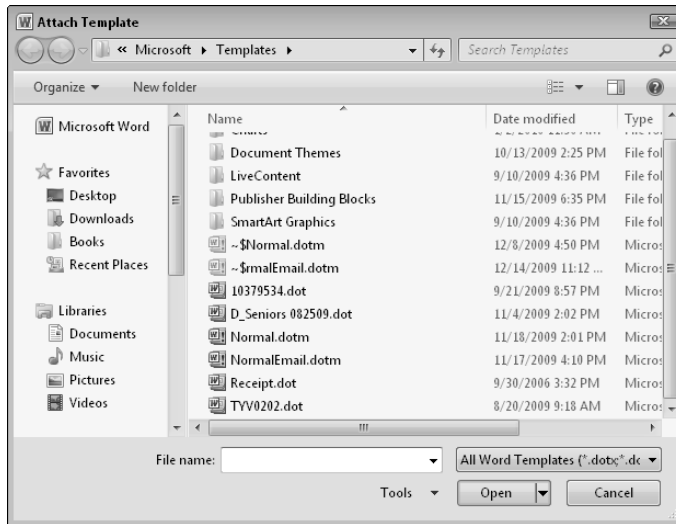 Attach Template
« Microsoft ▸ Templates ▸ Search Templates
Organize ▾ New folder
Name Date modified Type
Microsoft Word
Document Themes 10/13/2009 2:25 PM File fol
Favorites LiveContent 9/10/2009 4:36 PM File fol
Desktop Publisher Building Blocks 11/15/2009 6:35 PM File fol
Downloads SmartArt Graphics 9/10/2009 4:36 PM File fol
Books ~$Normal.dotm 12/8/2009 4:50 PM Micros
Recent Places ~$rmalEmail.dotm 12/14/2009 11:12 ... Micros
10379534.dot 9/21/2009 8:57 PM Micros
Libraries D_Seniors 082509.dot 11/4/2009 2:02 PM Micros
Documents Normal.dotm 11/18/2009 2:01 PM Micros
Music NormalEmail.dotm 11/17/2009 4:10 PM Micros
Pictures Receipt.dot 9/30/2006 3:32 PM Micros
Videos TYV0202.dot 8/20/2009 9:18 AM Micros
File name: All Word Templates (*.dotx;*.dc
Tools Open Cancel